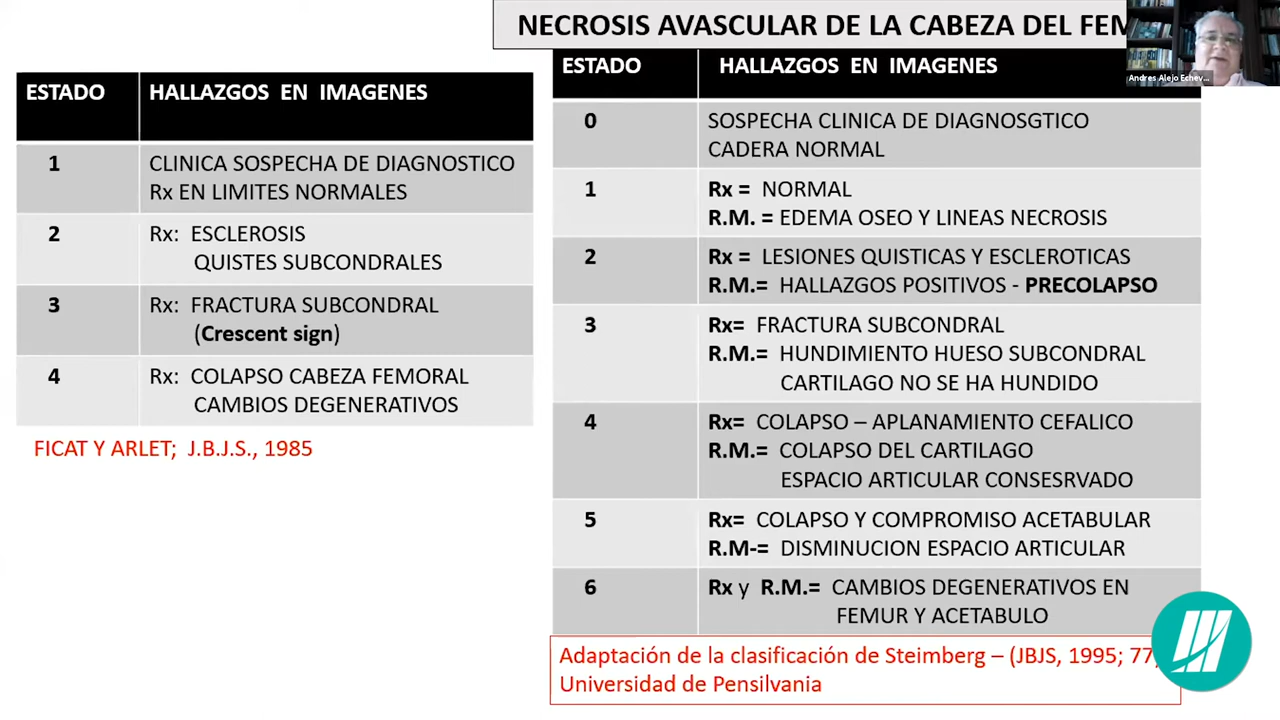 NECROSIS AVASCULAR DE LA CABEZA DEL
Andres Alejo Echev...
ESTADO HALLAZGOS EN IMAGENES
1 CLINICA SOSPECHA DE DIAGNOSTICO
Rx EN LIMITES NORMALES
2 Rx: ESCLEROSIS
QUISTES SUBCONDRALES
3 Rx: FRACTURA SUBCONDRAL
(Crescent sign)
4 Rx: COLAPSO CABEZA FEMORAL
CAMBIOS DEGENERATIVOS
FICAT Y ARLET; J.B.J.S., 1985
ESTADO HALLAZGOS EN IMAGENES
0 SOSPECHA CLINICA DE DIAGNOSGTICO
CADERA NORMAL
1 Rx = NORMAL
R.M. = EDEMA OSEO Y LINEAS NECROSIS
2 Rx = LESIONES QUISTICAS Y ESCLEROTICAS
R.M.= HALLAZGOS POSITIVOS - PRECOLAPSO
3 Rx= FRACTURA SUBCONDRAL
R.M.= HUNDIMIENTO HUESO SUBCONDRAL
CARTILAGO NO SE HA HUNDIDO
4 Rx= COLAPSO – APLANAMIENTO CEFALICO
R.M.= COLAPSO DEL CARTILAGO
ESPACIO ARTICULAR CONSESRVADO
5 Rx= COLAPSO Y COMPROMISO ACETABULAR
R.M-= DISMINUCION ESPACIO ARTICULAR
6 Rx y R.M.= CAMBIOS DEGENERATIVOS EN
FEMUR Y ACETABULO
Adaptación de la clasificación de Steimberg – (JBJS, 1995; 77
Universidad de Pensilvania